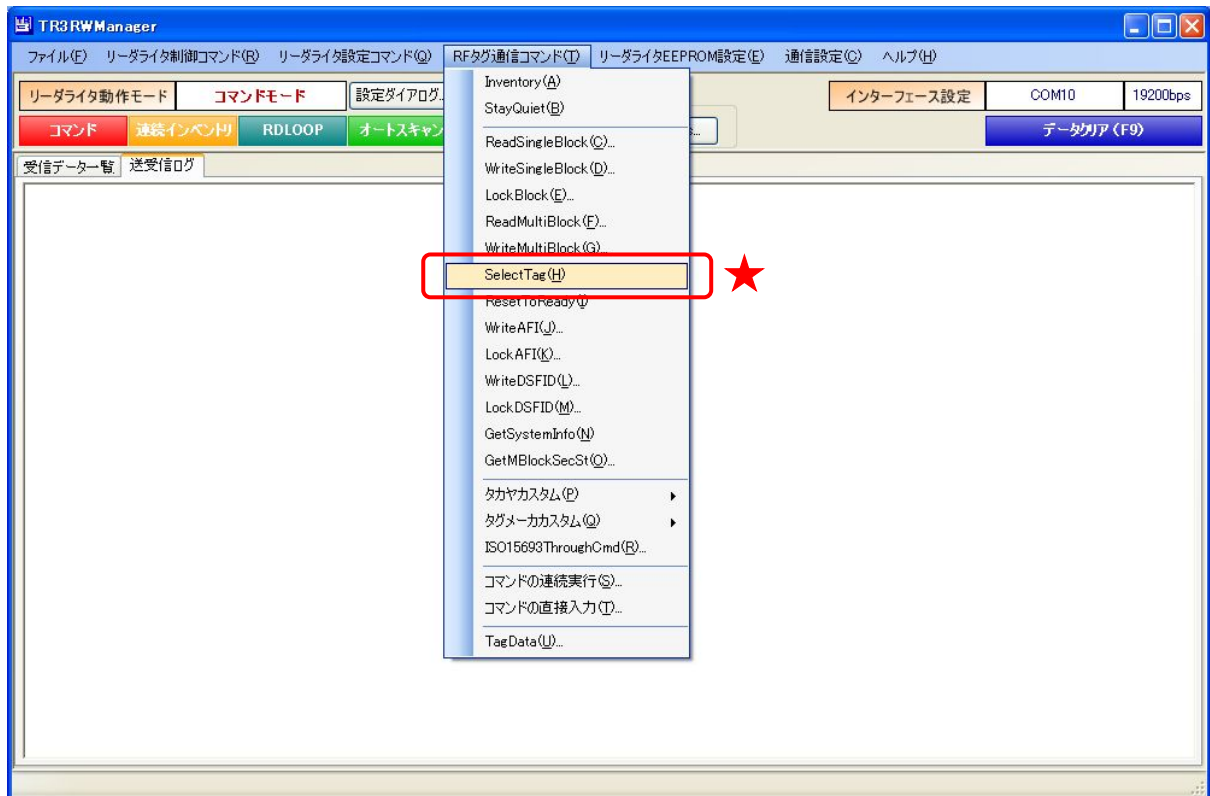 TR3RWManager
ファイル(F) リーダライタ制御コマンド(R) リーダライタ設定コマンド(Q) RFタグ通信コマンド(T) リーダライタEEPROM設定(E) 通信設定(C) ヘルプ(H)
リーダライタ動作モード コマンドモード 設定ダイアログ.. インターフェース設定 COM10 19200bps
コマンド 連続インベントリ RDLOOP オートスキャン データクリア(F9)
受信データ一覧 送受信ログ
Inventory(A)
StayQuiet(B)
ReadSingleBlock(C)...
WriteSingleBlock(D)...
LockBlock(E)...
ReadMultiBlock(F)...
WriteMultiBlock(G)...
SelectTag(H)
ResetToReady(I)
WriteAFI(J)...
LockAFI(K)...
WriteDSFID(L)...
LockDSFID(M)...
GetSystemInfo(N)
GetMBlockSecSt(O)...
タカヤカスタム(P)
タグメーカカスタム(Q)
ISO15693ThroughCmd(R)...
コマンドの連続実行(S)...
コマンドの直接入力(T)...
TagData(U)...